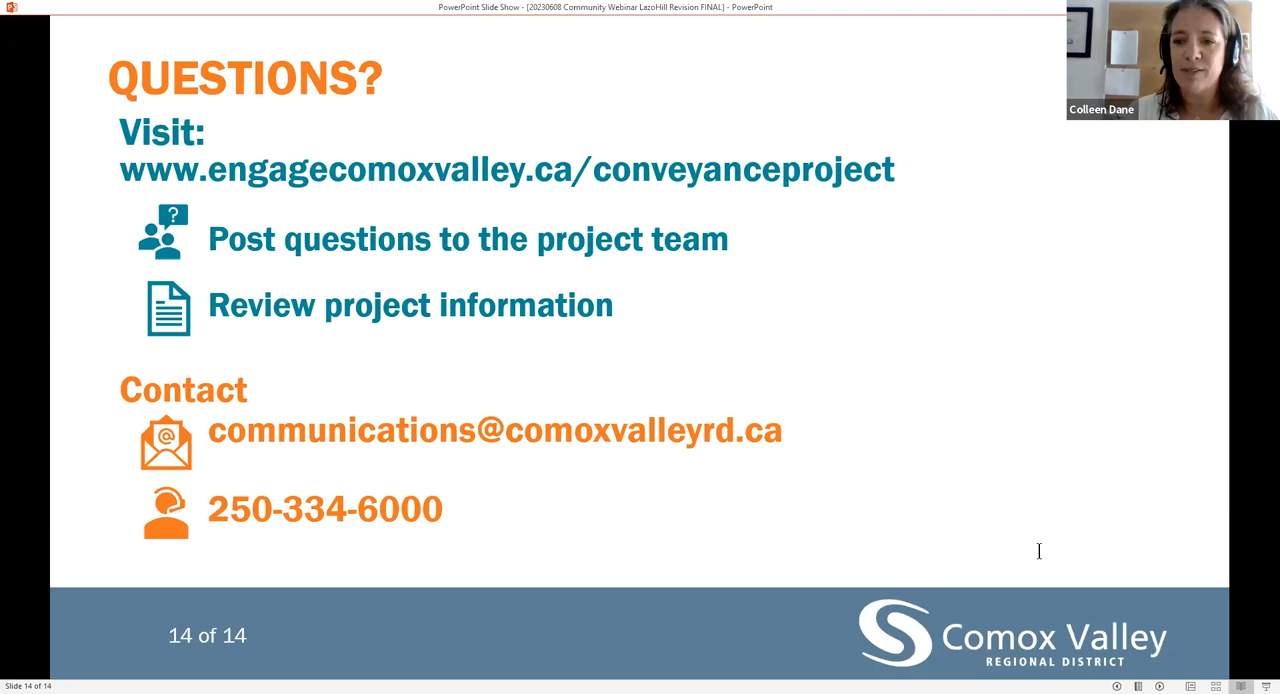 PowerPoint Slide Show - [20230608 Community Webinar LazoHill Revision FINAL] - PowerPoint
Colleen Dane
QUESTIONS?
Visit:
www.engagecomoxvalley.ca/conveyanceproject
?
Post questions to the project team
Review project information
Contact
@
communications@comoxvalleyrd.ca
250-334-6000
14 of 14
Comox Valley
REGIONAL DISTRICT
Slide 14 of 14